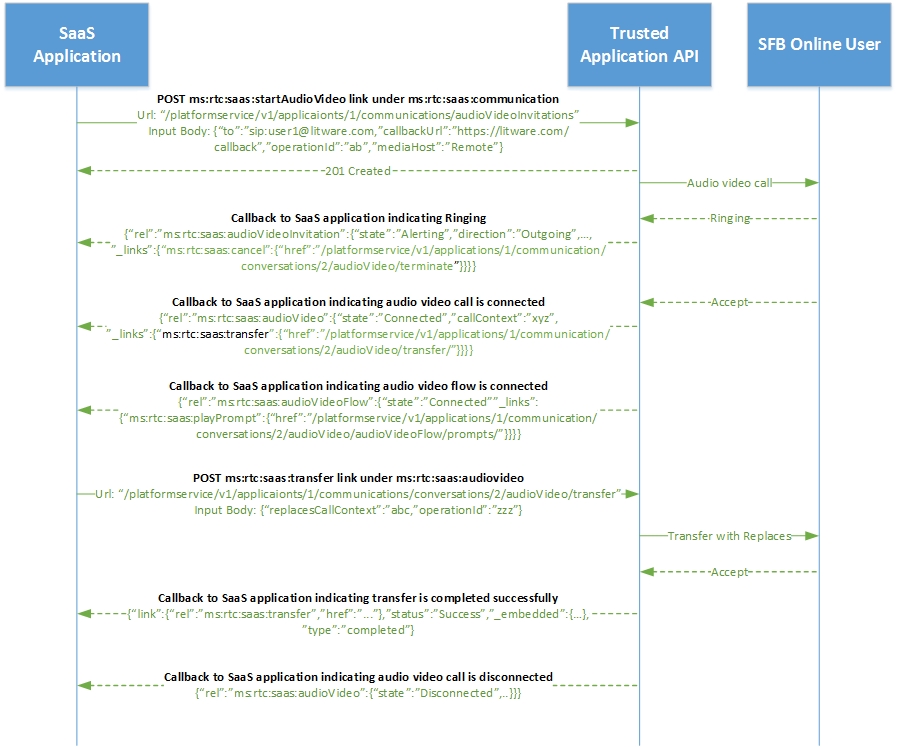 SaaS
Application
Trusted
Application API
SFB Online User
POST ms:rtc:saas:startAudioVideo link under ms:rtc:saas:communication
Url: “/platformservice/v1/applicaionts/1/communications/audioVideoInvitations”
Input Body: {“to”:”sip:user1@litware.com,”callbackUrl”:”https://litware.com/
callback”,”operationId”:”ab”,”mediaHost”:”Remote”}
201 Created
Audio video call
Callback to SaaS application indicating Ringing
Ringing
{“rel”:”ms:rtc:saas:audioVideoInvitation”:{“state”:”Alerting”,”direction”:”Outgoing”,...,
”_links”:{“ms:rtc:saas:cancel”:{“href”:”/platformservice/v1/applications/1/communication/
conversations/2/audioVideo/terminate”}}}}
Callback to SaaS application indicating audio video call is connected
Accept
{“rel”:”ms:rtc:saas:audioVideo”:{“state”:”Connected”,”callContext”:”xyz”,
”_links”:{“ms:rtc:saas:transfer”:{“href”:”/platformservice/v1/applications/1/communication/
conversations/2/audioVideo/transfer/”}}}}
Callback to SaaS application indicating audio video flow is connected
{“rel”:”ms:rtc:saas:audioVideoFlow”:{“state”:”Connected””_links”:
{“ms:rtc:saas:playPrompt”:{“href”:”/platformservice/v1/applications/1/communication/
conversations/2/audioVideo/audioVideoFlow/prompts/”}}}}
POST ms:rtc:saas:transfer link under ms:rtc:saas:audiovideo
Url: “/platformservice/v1/applicaionts/1/communications/conversations/2/audioVideo/transfer”
Input Body: {“replacesCallContext”:”abc,”operationId”:”zzz”}
Transfer with Replaces
Accept
Callback to SaaS application indicating transfer is completed successfully
{“link”:{“rel”:”ms:rtc:saas:transfer”,”href”:”...”},”status”:”Success”,”_embedded”:{…},
”type”:”completed”}
Callback to SaaS application indicating audio video call is disconnected
{“rel”:”ms:rtc:saas:audioVideo”:{“state”:”Disconnected”,..}}}